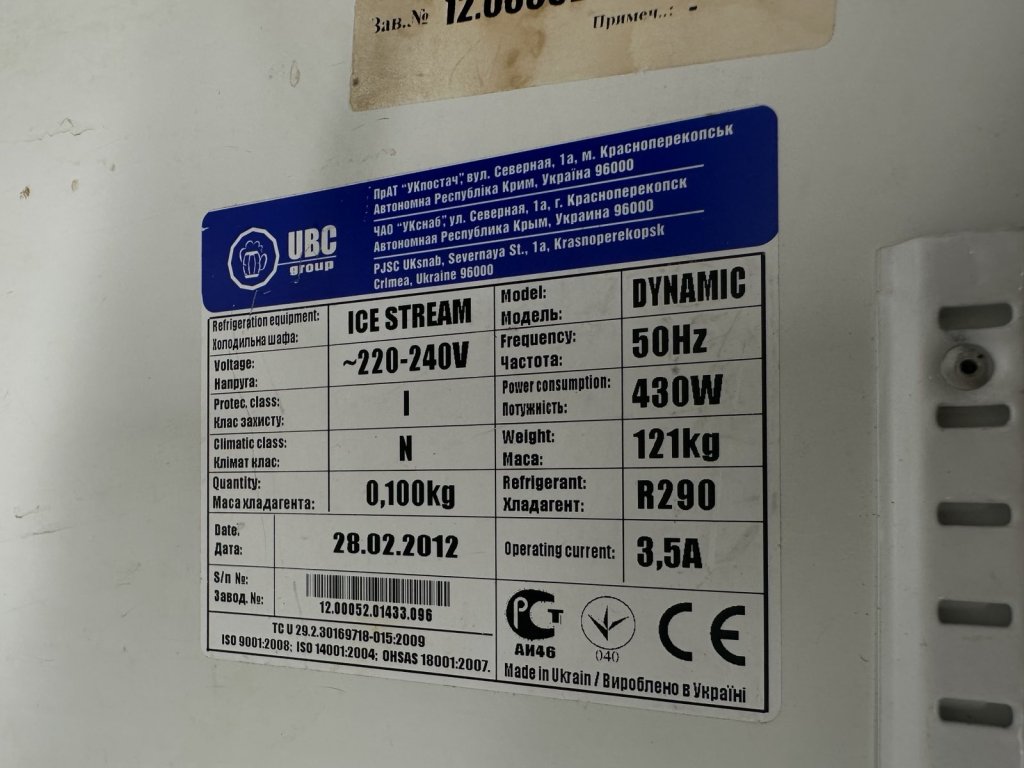 Зав.№ 12.00052
Примеч..: -
UBC
group
ПрАТ "УКпостач", вул. Северная, 1а, м. Красноперекопськ
Автономна Республіка Крим, Україна 96000
ЧАО "УКснаб", ул. Северная, 1а, г. Красноперекопск
Автономная Республика Крым, Украина 96000
PJSC UKsnab, Severnaya St., 1a, Krasnoperekopsk
Crimea, Ukraine 96000
Refrigeration equipment:
Холодильна шафа:
ICE STREAM
Model:
Модель:
DYNAMIC
Voltage:
Напруга:
~220-240V
Frequency:
Частота:
50Hz
Protec. class:
Клас захисту:
I
Power consumption:
Потужність:
430W
Climatic class:
Клімат клас:
N
Weight:
Маса:
121kg
Quantity:
Маса хладагента:
0,100kg
Refrigerant:
Хладагент:
R290
Date:
Дата:
28.02.2012
Operating current:
3,5A
S/n №:
Завод. №:
12.00052.01433.096
РСТ
АИ46
040
CE
ТС U 29.2.30169718-015:2009
ISO 9001:2008; ISO 14001:2004; OHSAS 18001:2007.
Made in Ukrain / Вироблено в Україні